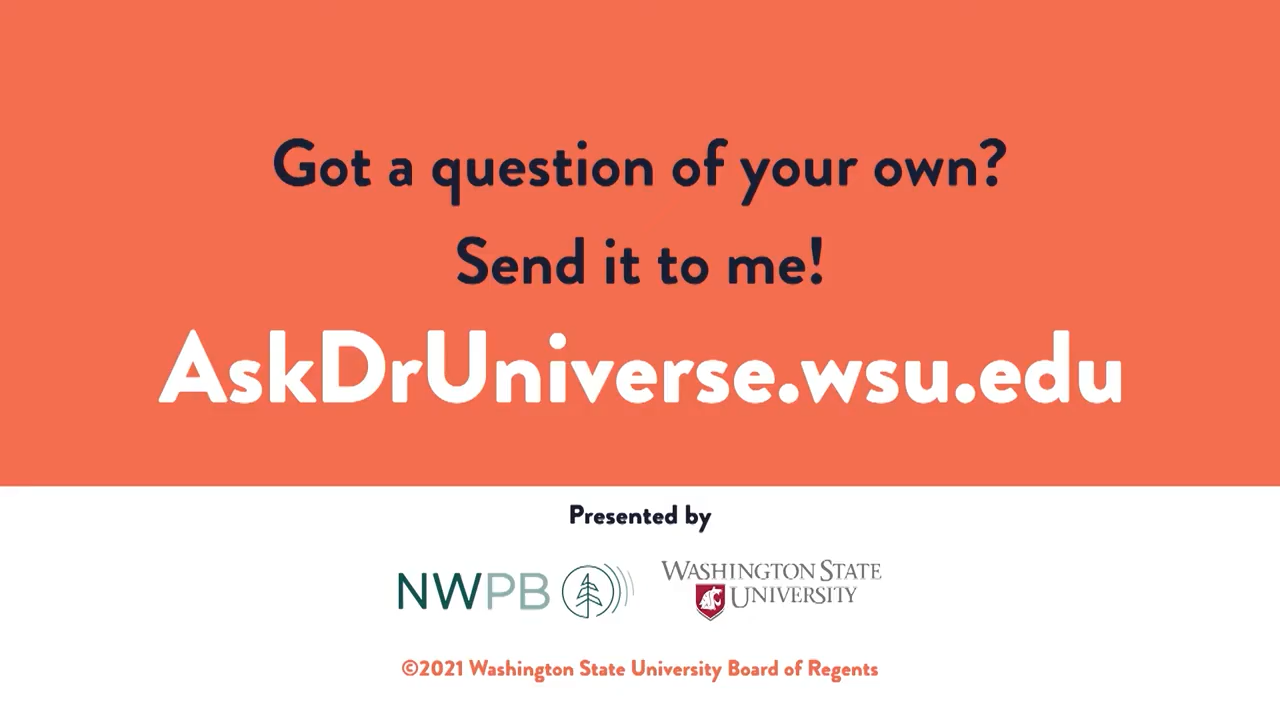 Got a question of your own?
Send it to me!
AskDrUniverse.wsu.edu
Presented by
NWPB
WASHINGTON STATE
UNIVERSITY
©2021 Washington State University Board of Regents